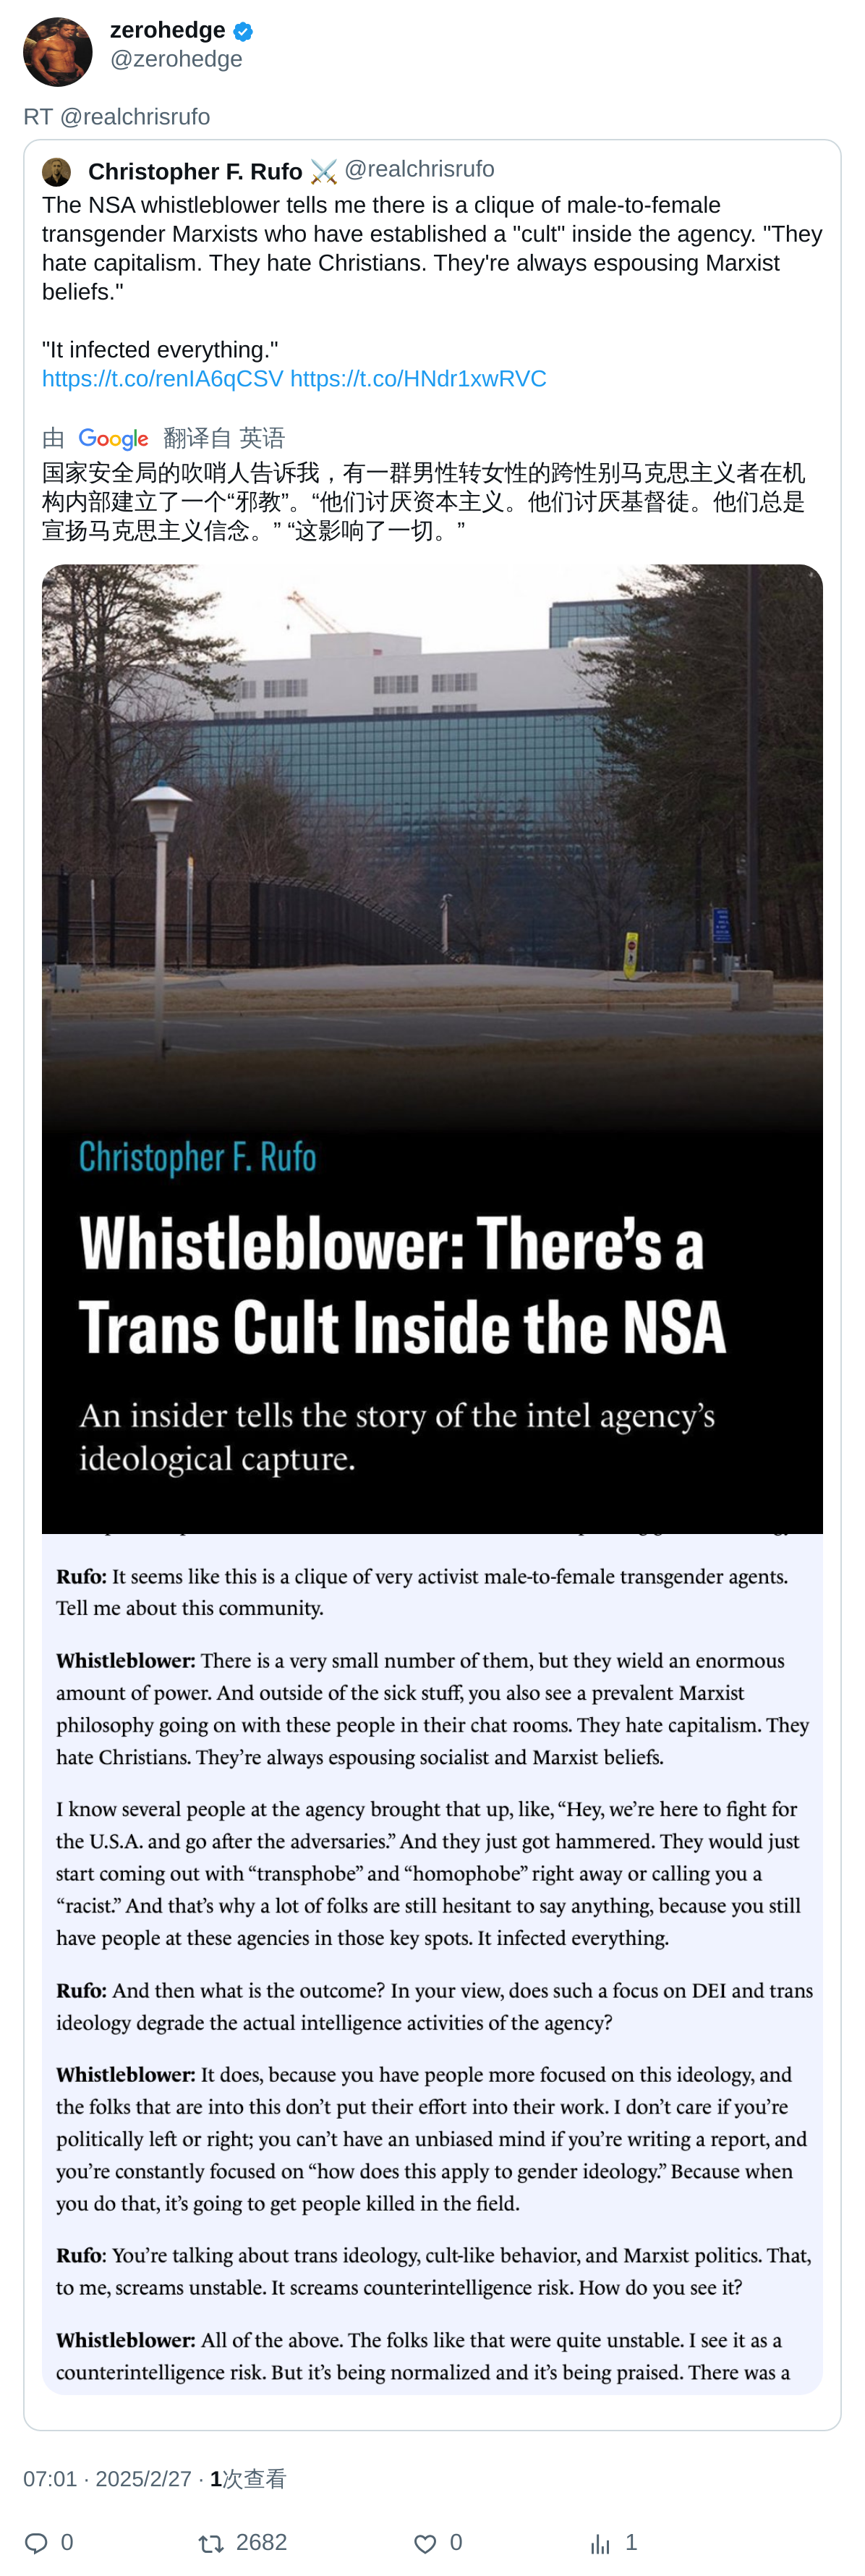 zerohedge
@zerohedge
RT @realchrisrufo
Christopher F. Rufo ⚔️ @realchrisrufo
The NSA whistleblower tells me there is a clique of male-to-female
transgender Marxists who have established a "cult" inside the agency. "They
hate capitalism. They hate Christians. They're always espousing Marxist
beliefs."
"It infected everything."
https://t.co/renIA6qCSV https://t.co/HNdr1xwRVC
由 Google 翻译自 英语
国家安全局的吹哨人告诉我，有一群男性转女性的跨性别马克思主义者在机
构内部建立了一个“邪教”。“他们讨厌资本主义。他们讨厌基督徒。他们总是
宣扬马克思主义信念。” “这影响了一切。”
Christopher F. Rufo
Whistleblower: There’s a
Trans Cult Inside the NSA
An insider tells the story of the intel agency’s
ideological capture.
Rufo: It seems like this is a clique of very activist male-to-female transgender agents.
Tell me about this community.
Whistleblower: There is a very small number of them, but they wield an enormous
amount of power. And outside of the sick stuff, you also see a prevalent Marxist
philosophy going on with these people in their chat rooms. They hate capitalism. They
hate Christians. They’re always espousing socialist and Marxist beliefs.
I know several people at the agency brought that up, like, “Hey, we’re here to fight for
the U.S.A. and go after the adversaries.” And they just got hammered. They would just
start coming out with “transphobe” and “homophobe” right away or calling you a
“racist.” And that’s why a lot of folks are still hesitant to say anything, because you still
have people at these agencies in those key spots. It infected everything.
Rufo: And then what is the outcome? In your view, does such a focus on DEI and trans
ideology degrade the actual intelligence activities of the agency?
Whistleblower: It does, because you have people more focused on this ideology, and
the folks that are into this don’t put their effort into their work. I don’t care if you’re
politically left or right; you can’t have an unbiased mind if you’re writing a report, and
you’re constantly focused on “how does this apply to gender ideology.” Because when
you do that, it’s going to get people killed in the field.
Rufo: You’re talking about trans ideology, cult-like behavior, and Marxist politics. That,
to me, screams unstable. It screams counterintelligence risk. How do you see it?
Whistleblower: All of the above. The folks like that were quite unstable. I see it as a
counterintelligence risk. But it’s being normalized and it’s being praised. There was a
07:01 · 2025/2/27 · 1次查看
0 2682 0 1